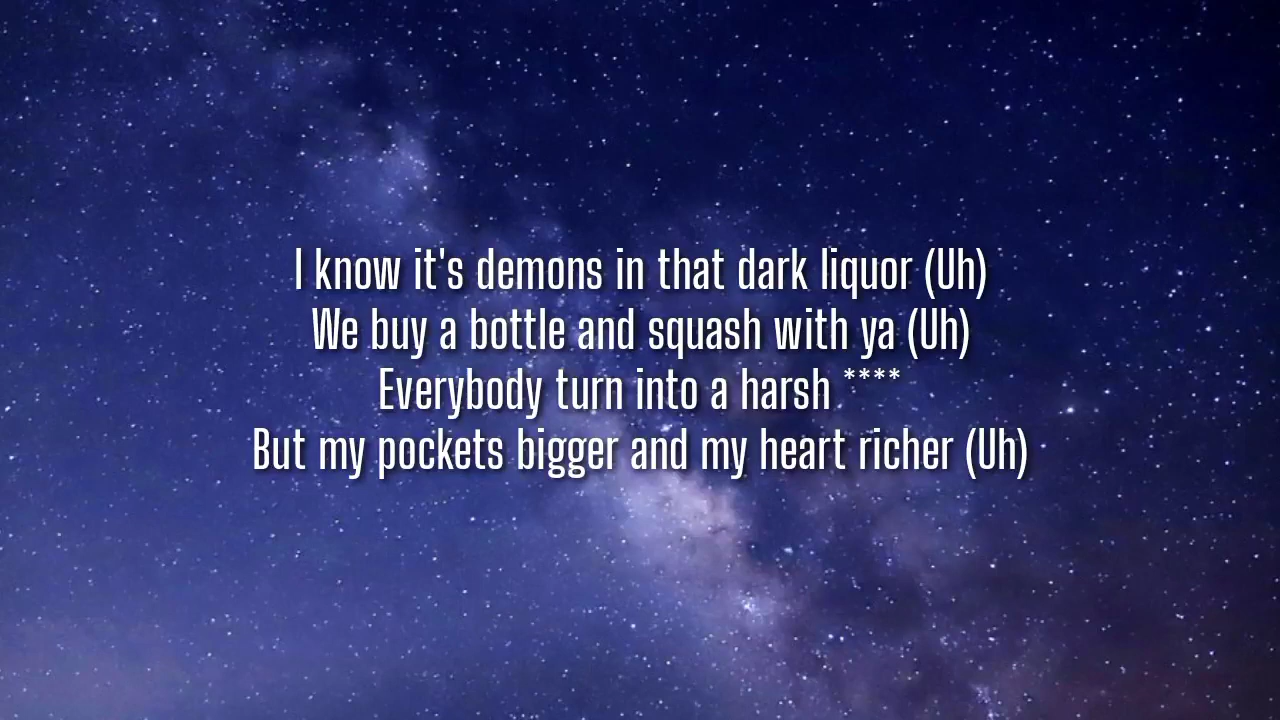 I know it's demons in that dark liquor (Uh)
We buy a bottle and squash with ya (Uh)
Everybody turn into a harsh ****
But my pockets bigger and my heart richer (Uh)